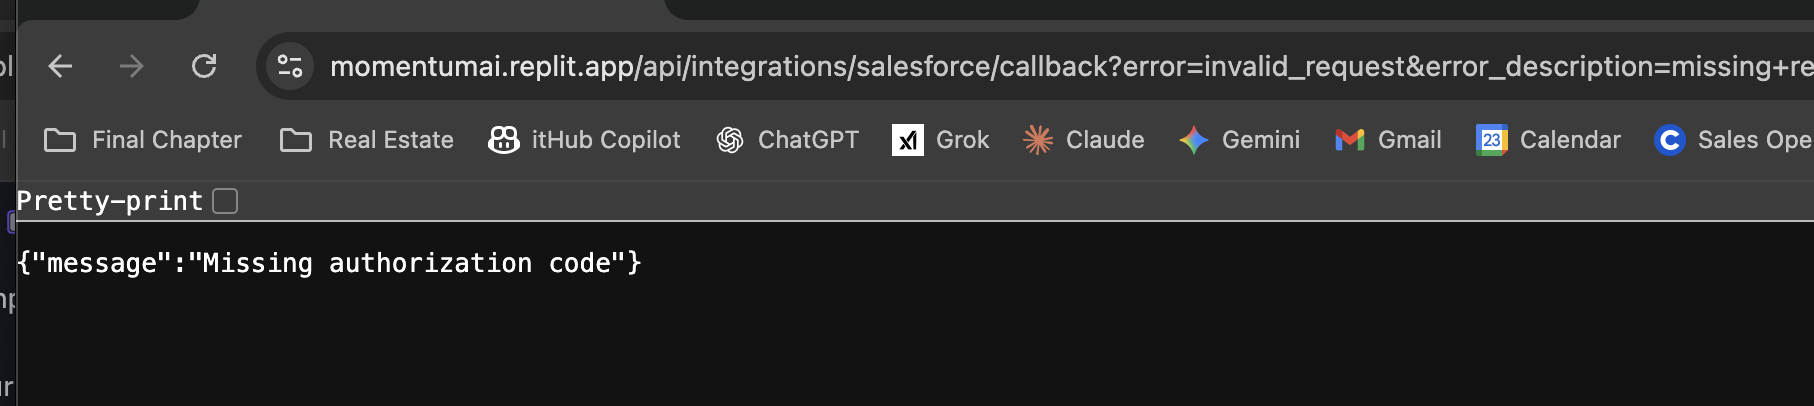 momentumai.replit.app/api/integrations/salesforce/callback?error=invalid_request&error_description=missing+re
Final Chapter Real Estate itHub Copilot ChatGPT Grok Claude Gemini Gmail 23 Calendar Sales Ope
Pretty-print
{"message":"Missing authorization code"}